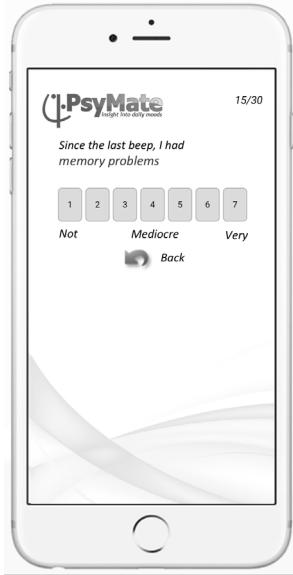 PsyMate
Insight into daily moods
15/30
Since the last beep, I had
memory problems
1 2 3 4 5 6 7
Not Mediocre Very
Back